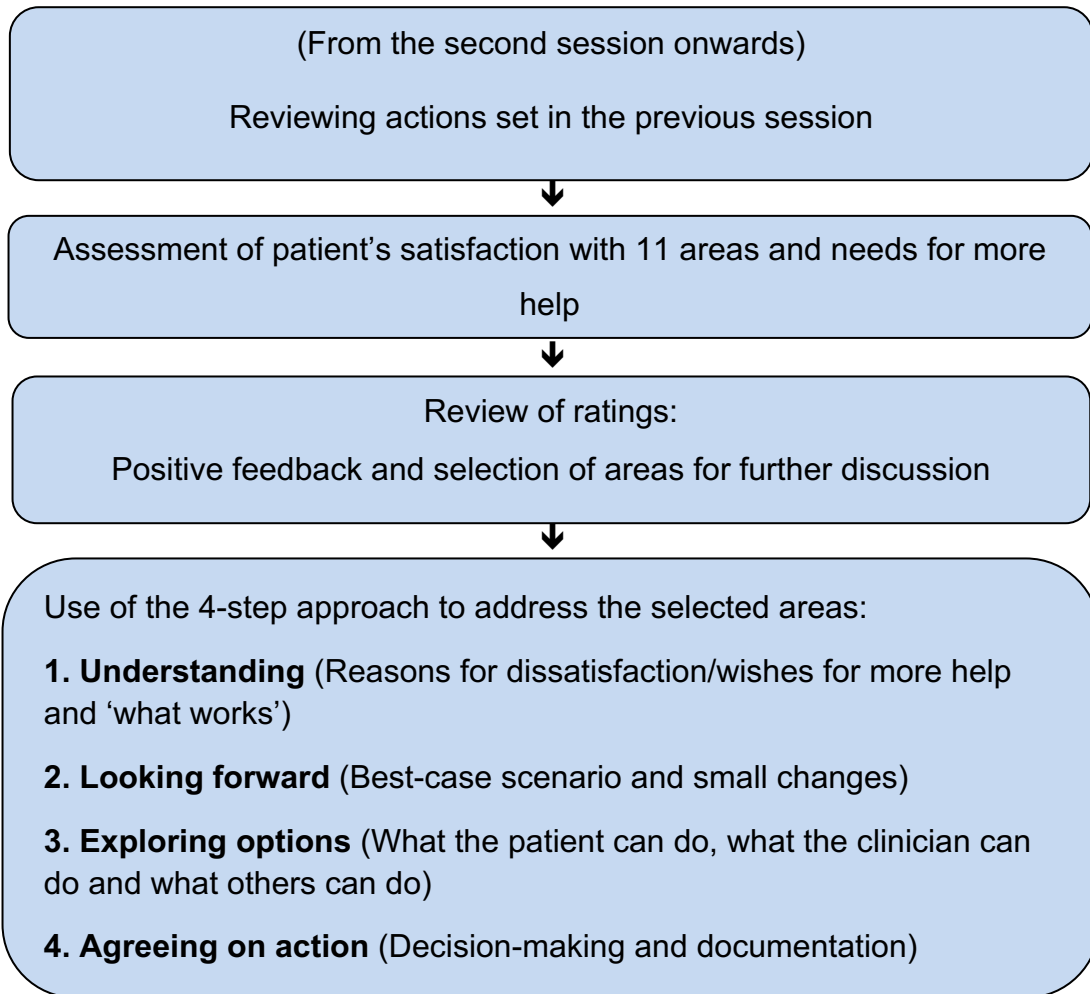 (From the second session onwards)
Reviewing actions set in the previous session
Assessment of patient’s satisfaction with 11 areas and needs for more
help
Review of ratings:
Positive feedback and selection of areas for further discussion
Use of the 4-step approach to address the selected areas:
1. Understanding (Reasons for dissatisfaction/wishes for more help
and ‘what works’)
2. Looking forward (Best-case scenario and small changes)
3. Exploring options (What the patient can do, what the clinician can
do and what others can do)
4. Agreeing on action (Decision-making and documentation)